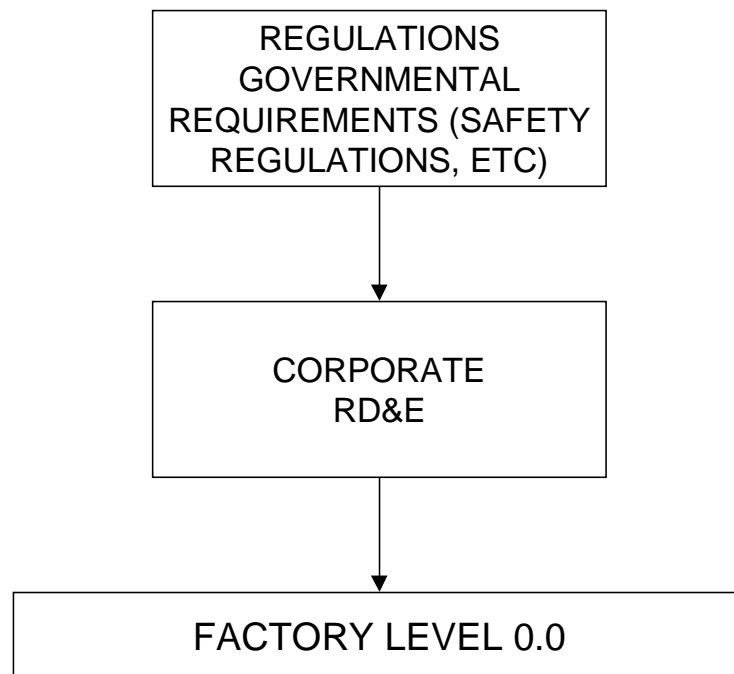 REGULATIONS
GOVERNMENTAL
REQUIREMENTS (SAFETY
REGULATIONS, ETC)
CORPORATE
RD&E
FACTORY LEVEL 0.0